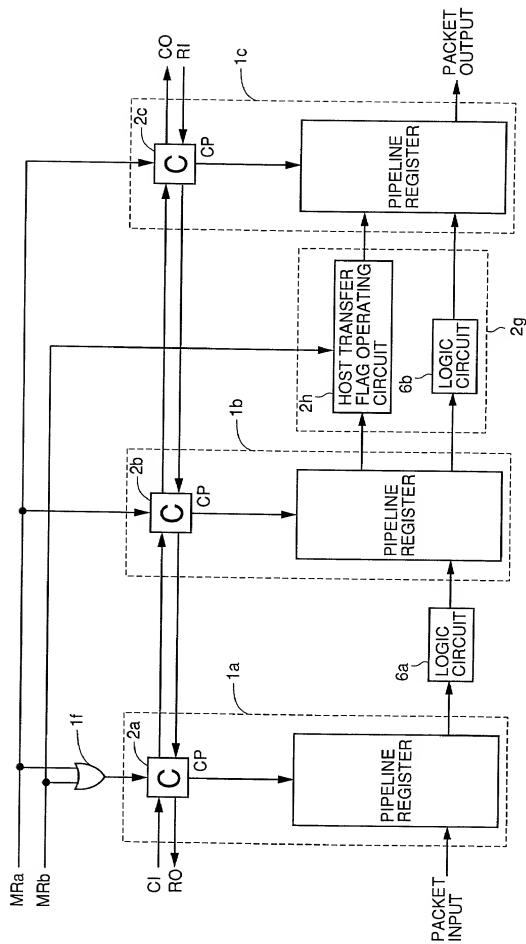 MRa
MRb
1f
CI
RO
2a
C
CP
1a
PIPELINE
REGISTER
PACKET
INPUT
6a
LOGIC
CIRCUIT
2b
C
CP
1b
PIPELINE
REGISTER
2h
HOST TRANSFER
FLAG OPERATING
CIRCUIT
6b
LOGIC
CIRCUIT
2g
2c
C
CP
CO
RI
1c
PIPELINE
REGISTER
PACKET
OUTPUT